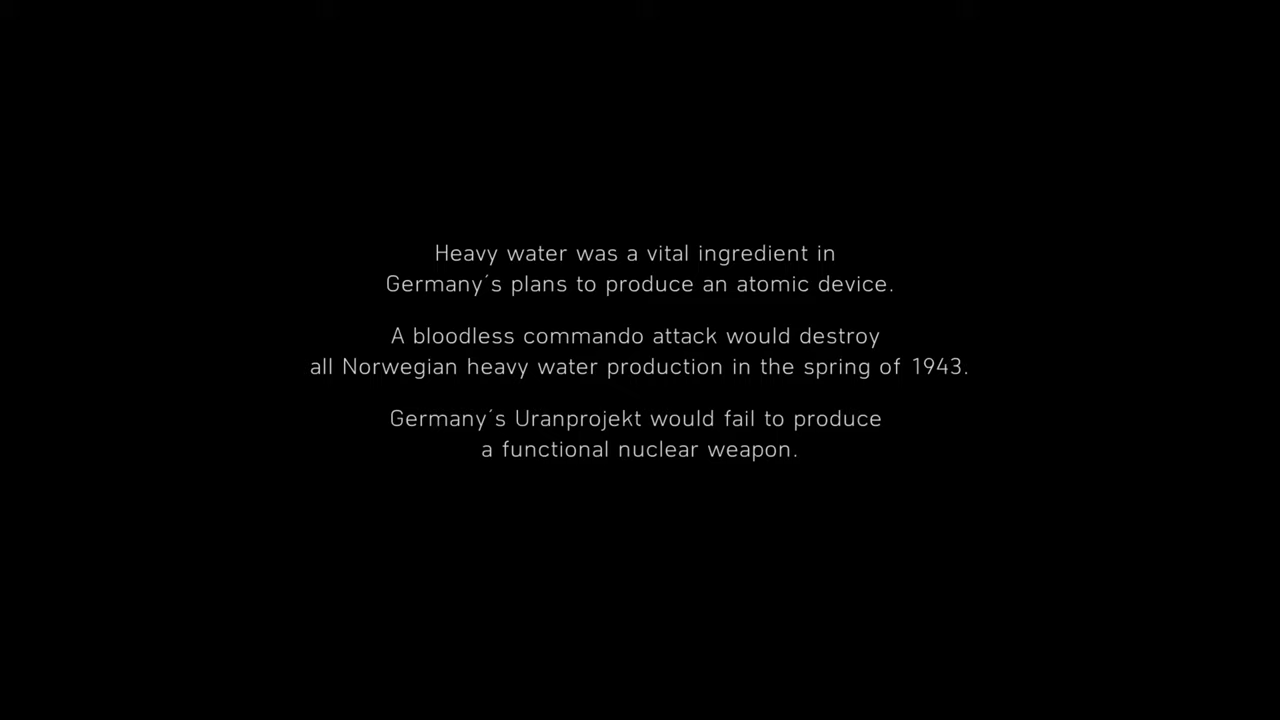 Heavy water was a vital ingredient in
Germany´s plans to produce an atomic device.
A bloodless commando attack would destroy
all Norwegian heavy water production in the spring of 1943.
Germany´s Uranprojekt would fail to produce
a functional nuclear weapon.